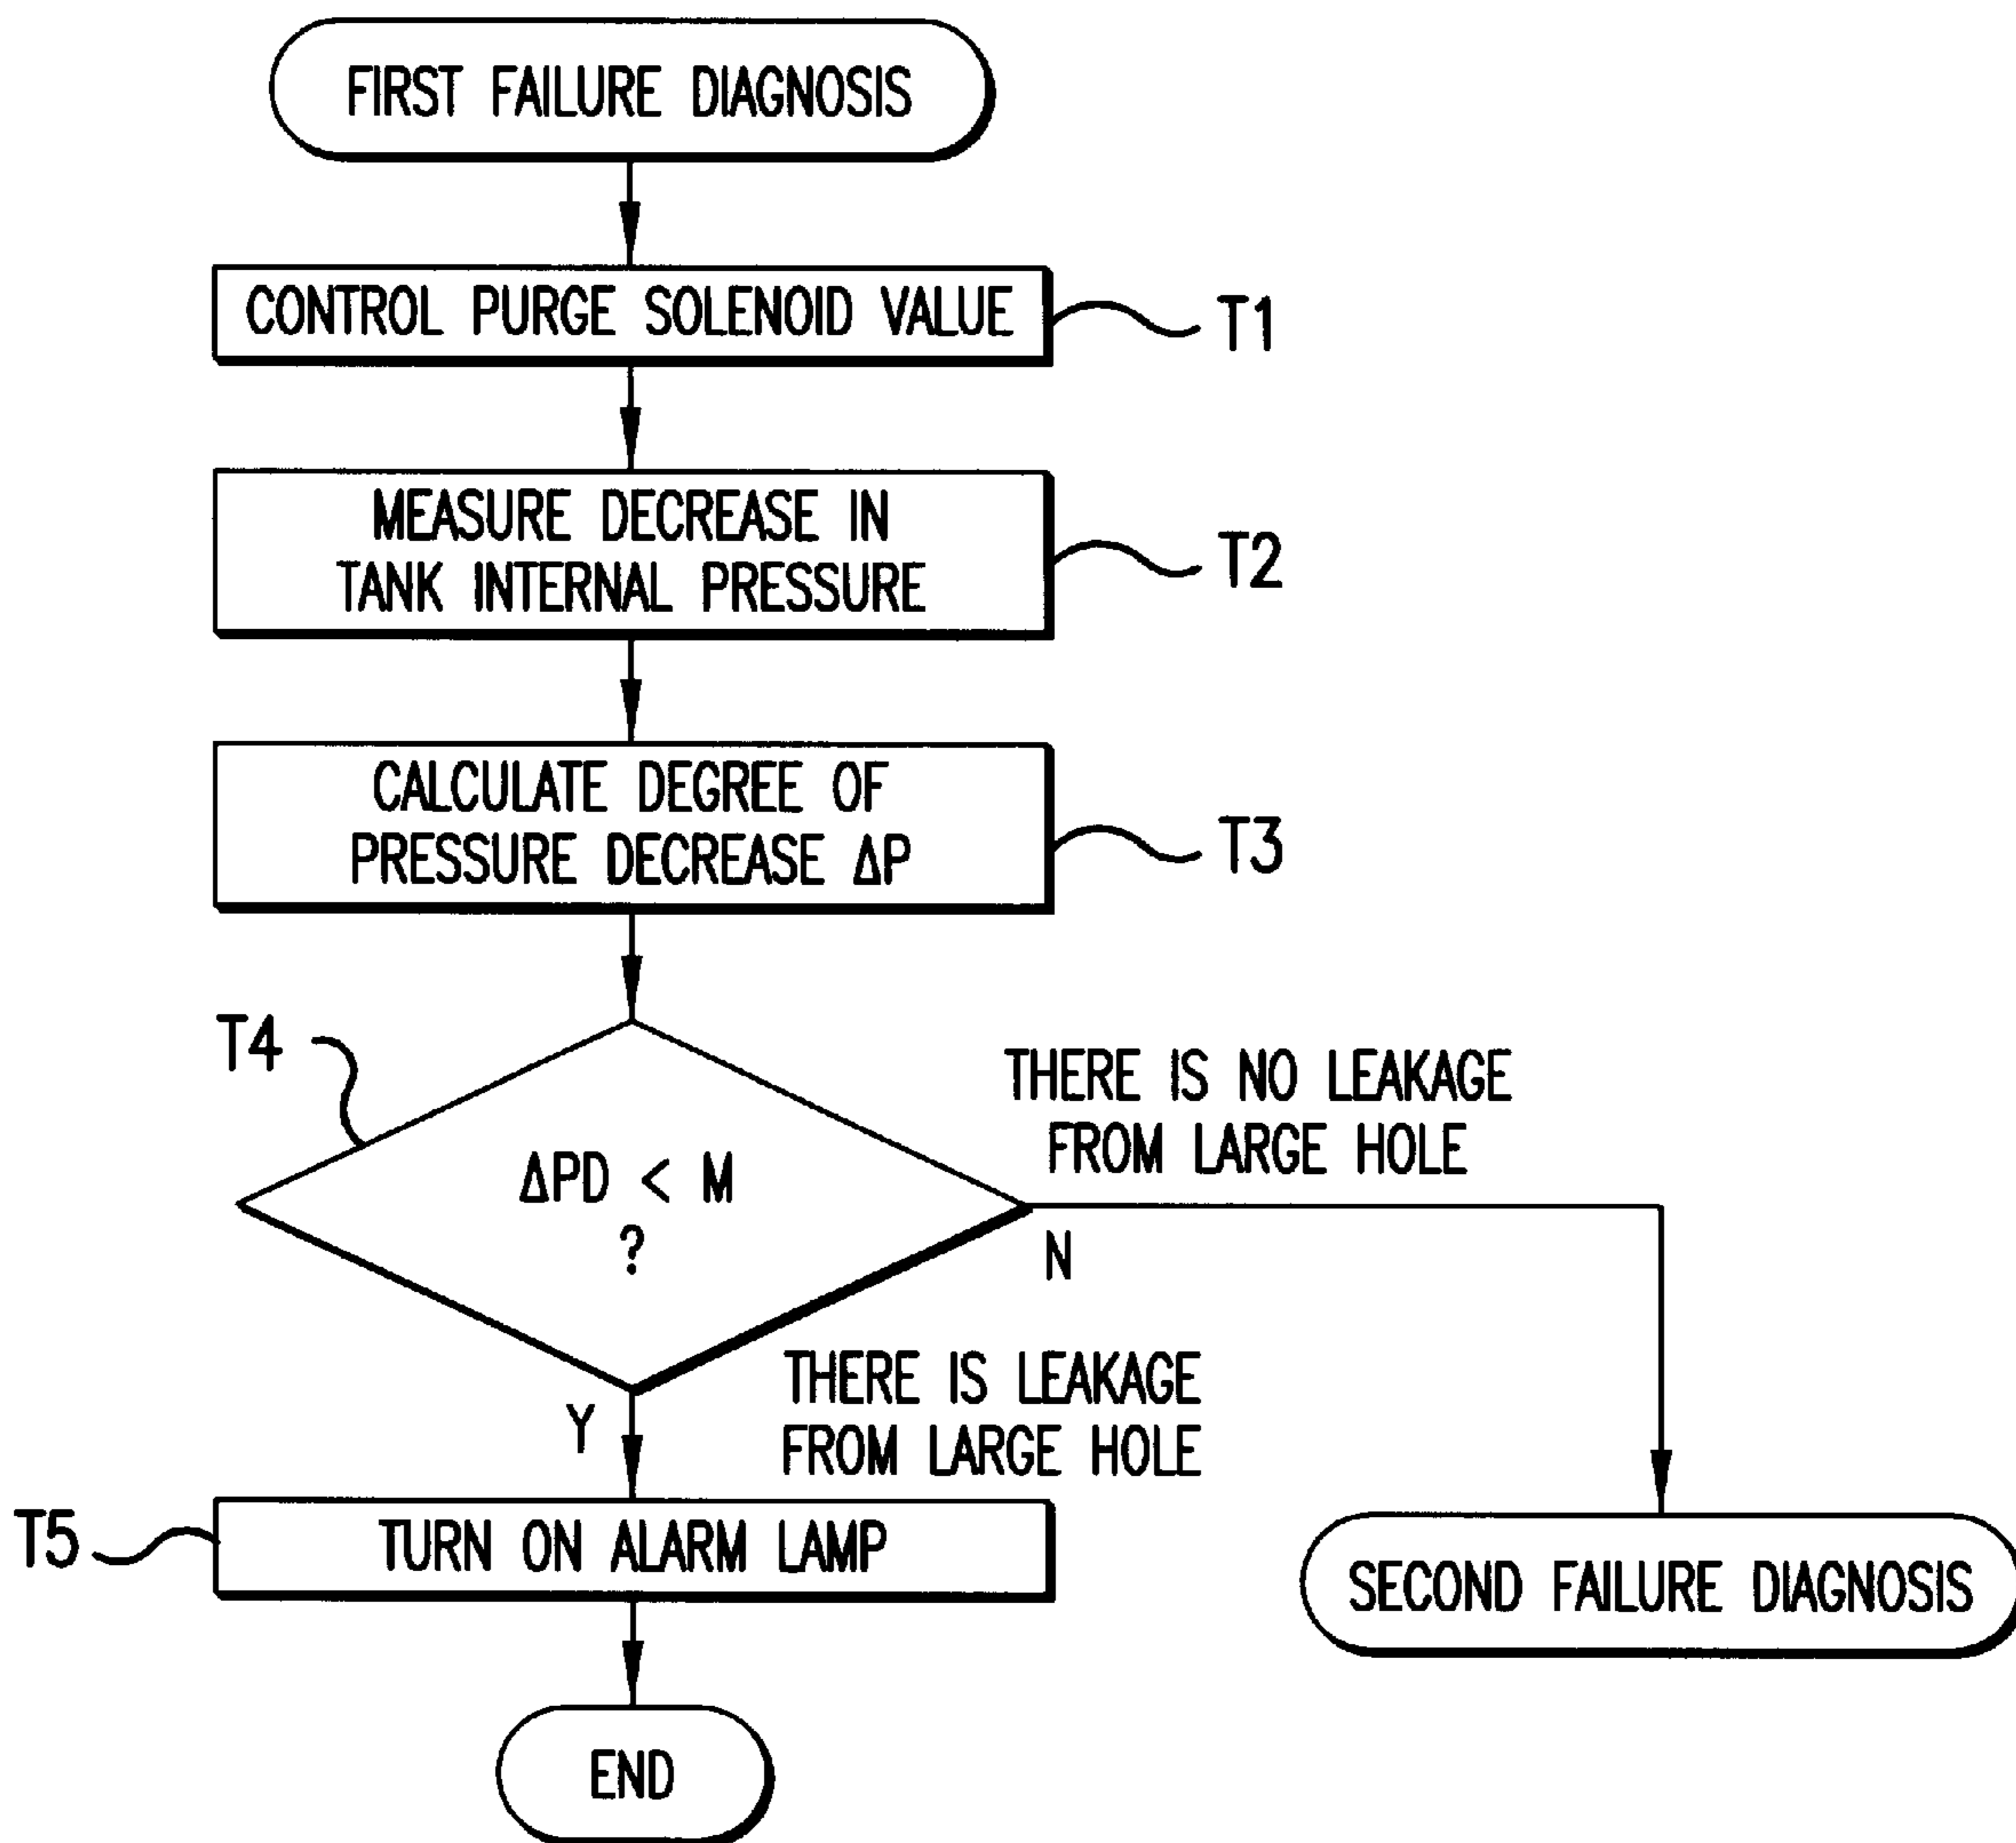 FIRST FAILURE DIAGNOSIS
CONTROL PURGE SOLENOID VALUE
T1
MEASURE DECREASE IN
TANK INTERNAL PRESSURE
T2
CALCULATE DEGREE OF
PRESSURE DECREASE ΔP
T3
T4
ΔPD < M
?
THERE IS NO LEAKAGE
FROM LARGE HOLE
N
THERE IS LEAKAGE
FROM LARGE HOLE
Y
T5
TURN ON ALARM LAMP
SECOND FAILURE DIAGNOSIS
END